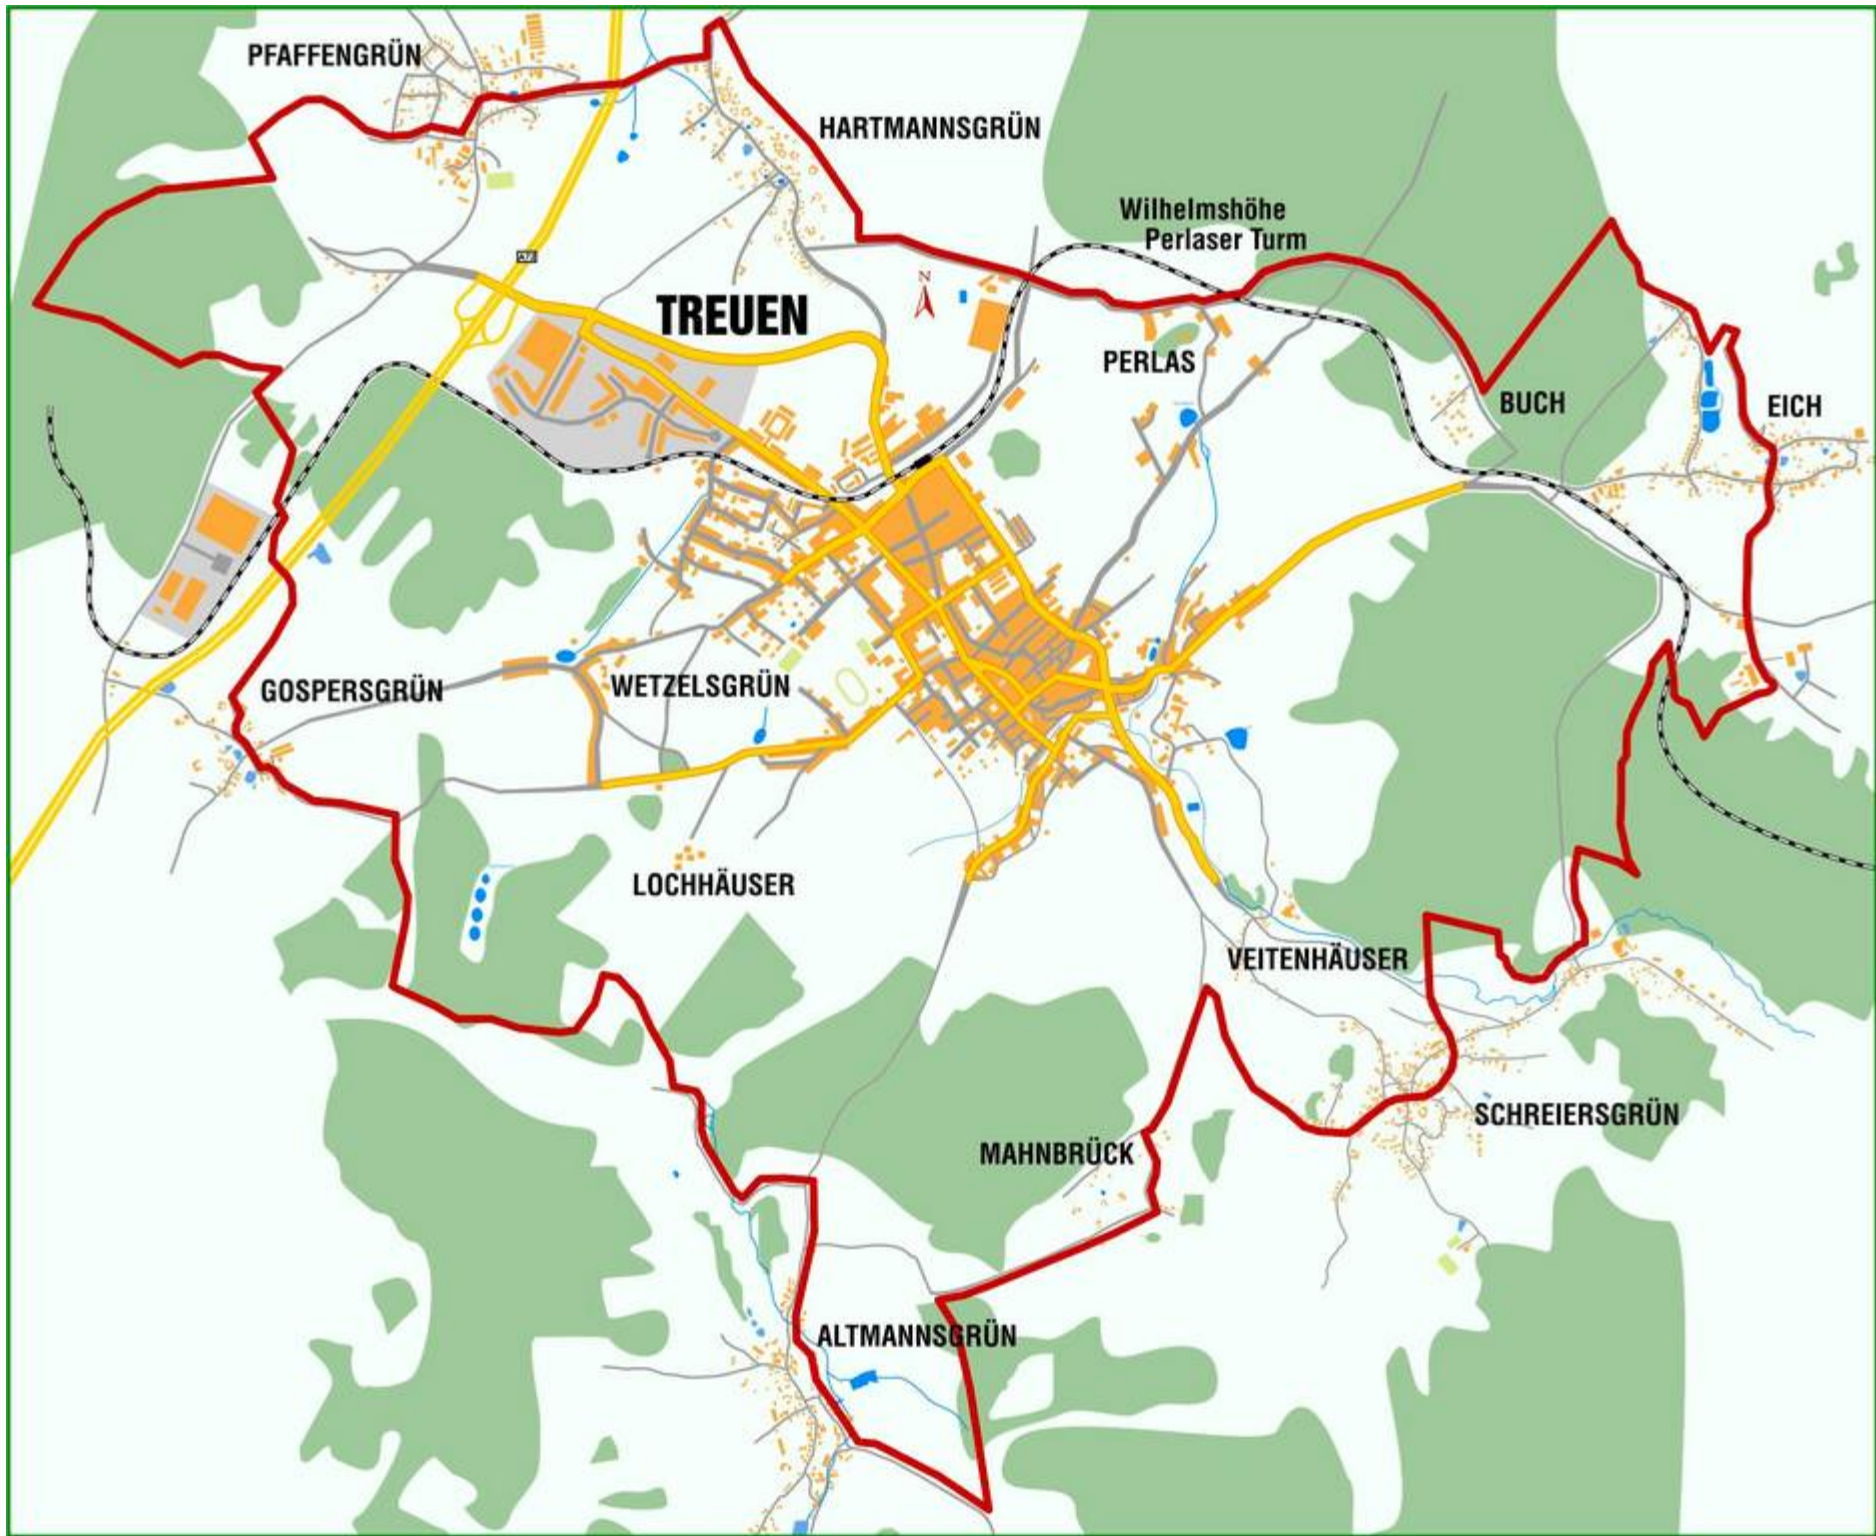 PFAFFENGRÜN
HARTMANNSGRÜN
Wilhelmshöhe
Perlaser Turm
N
TREUEN
PERLAS
BUCH
EICH
GOSPERSGRÜN
WETZELSGRÜN
LOCHHÄUSER
VEITENHÄUSER
SCHREIERSGRÜN
MAHNBRÜCK
ALTMANNSGRÜN